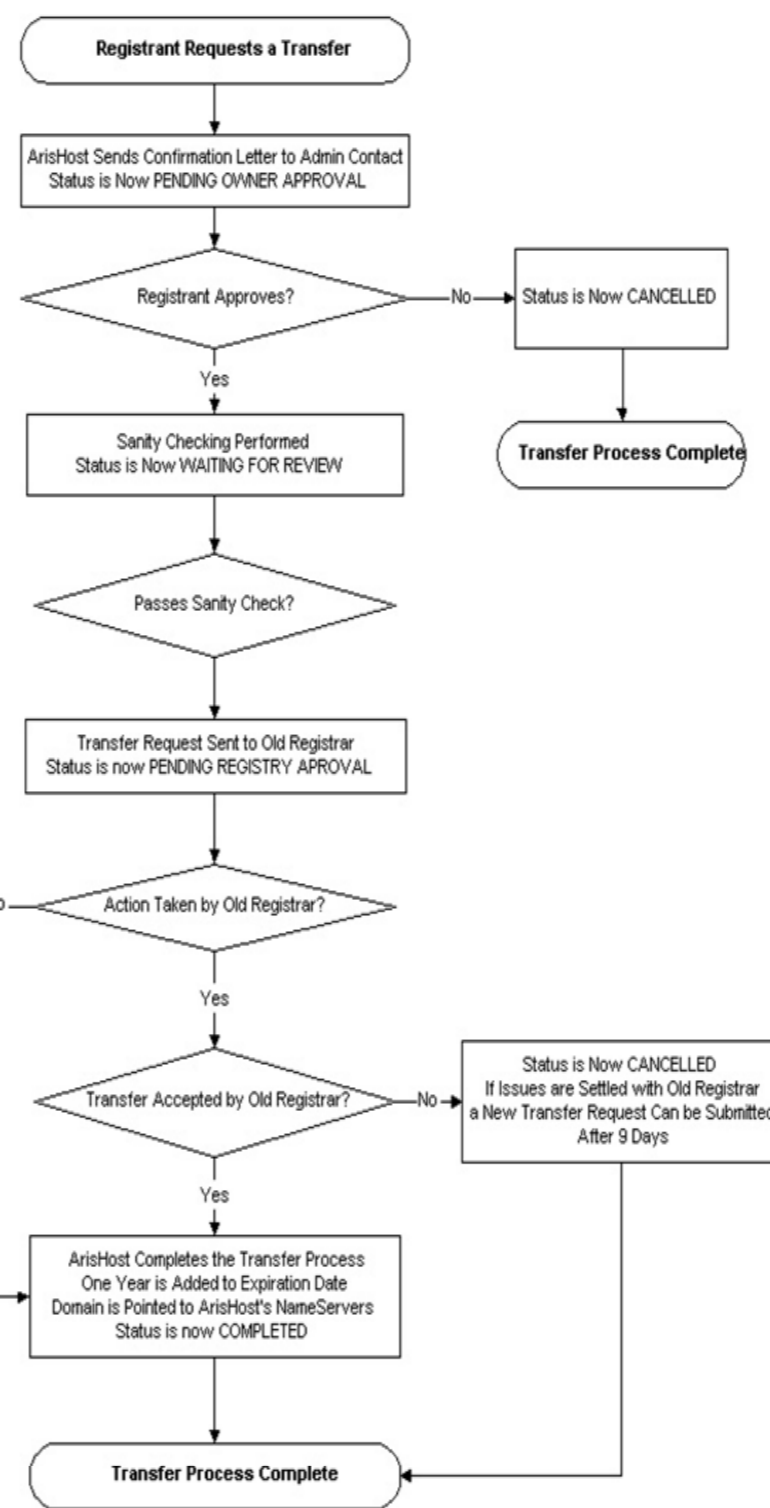 Registrant Requests a Transfer
ArisHost Sends Confirmation Letter to Admin Contact
Status is Now PENDING OWNER APPROVAL
Registrant Approves?
No
Status is Now CANCELLED
Yes
Transfer Process Complete
Sanity Checking Performed
Status is Now WAITING FOR REVIEW
Passes Sanity Check?
Transfer Request Sent to Old Registrar
Status is now PENDING REGISTRY APROVAL
Action Taken by Old Registrar?
Yes
Transfer Accepted by Old Registrar?
No
Status is Now CANCELLED
If Issues are Settled with Old Registrar
a New Transfer Request Can be Submitted
After 9 Days
Yes
ArisHost Completes the Transfer Process
One Year is Added to Expiration Date
Domain is Pointed to ArisHost's NameServers
Status is now COMPLETED
Transfer Process Complete